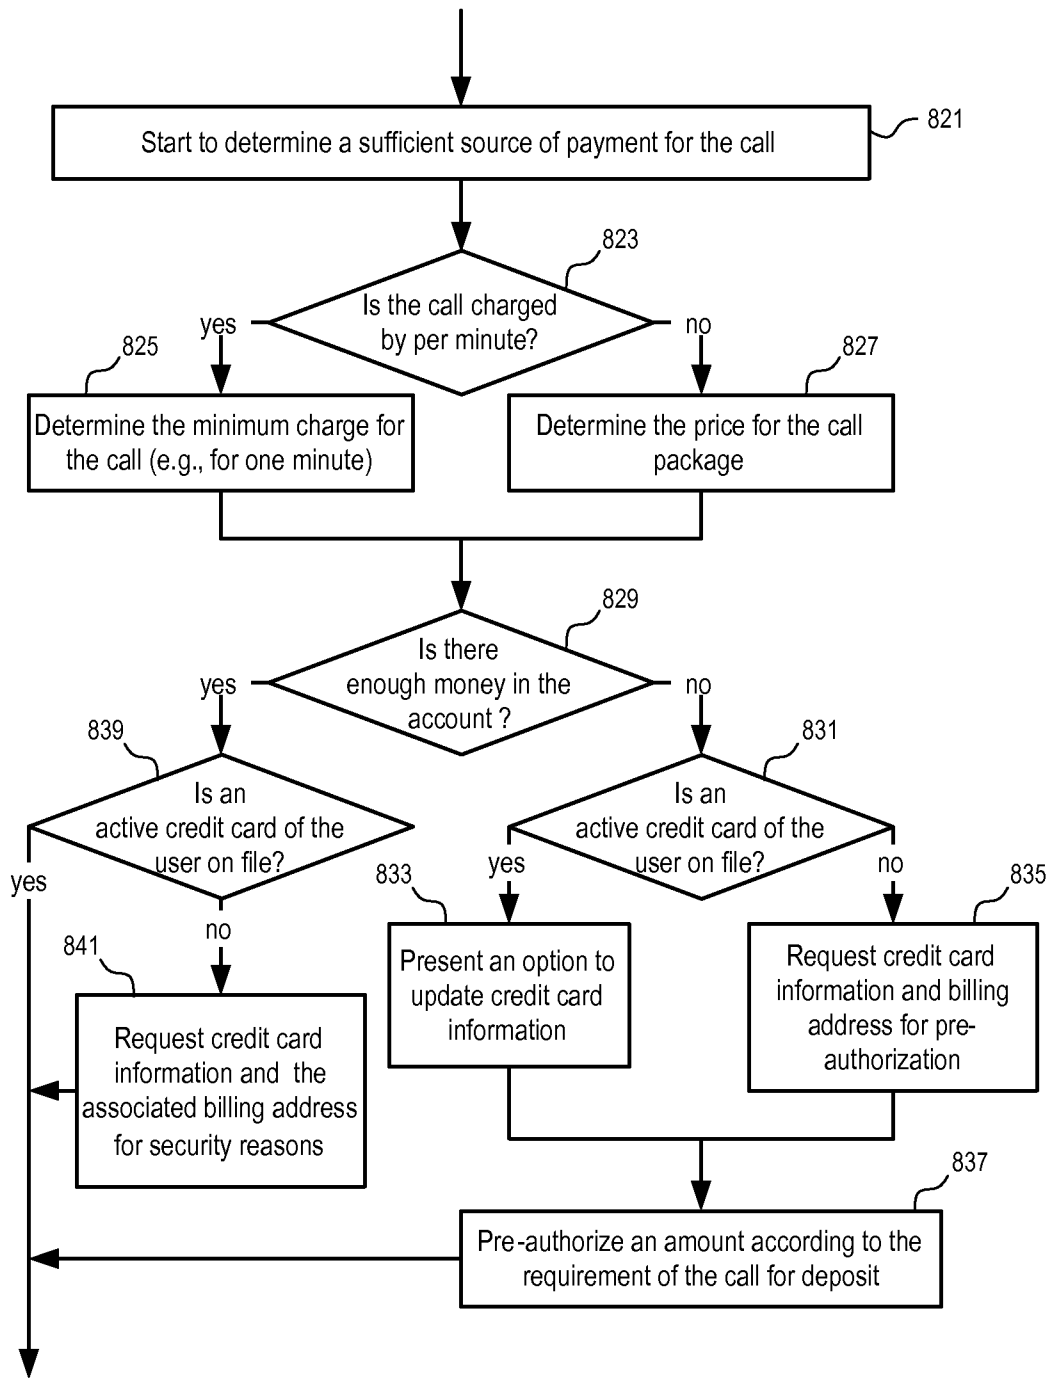 821
Start to determine a sufficient source of payment for the call
823
Is the call charged
by per minute?
yes
no
825
827
Determine the minimum charge for
the call (e.g., for one minute)
Determine the price for the call
package
829
Is there
enough money in the
account ?
yes
no
839
831
Is an
active credit card of the
user on file?
Is an
active credit card of the
user on file?
yes
no
yes
no
833
835
841
Present an option to
update credit card
information
Request credit card
information and billing
address for pre-
authorization
Request credit card
information and the
associated billing address
for security reasons
837
Pre-authorize an amount according to the
requirement of the call for deposit